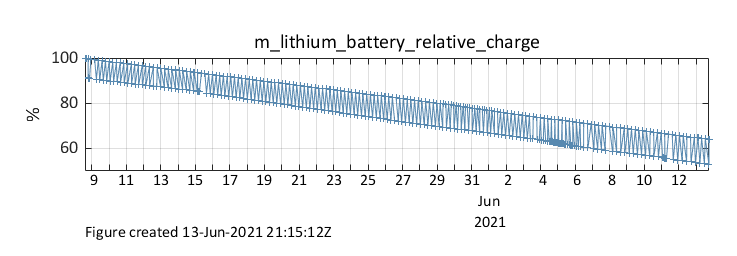 m_lithium_battery_relative_charge
100
80
60
%
9 11 13 15 17 19 21 23 25 27 29 31 2 4 6 8 10 12
Jun
2021
Figure created 13-Jun-2021 21:15:12Z